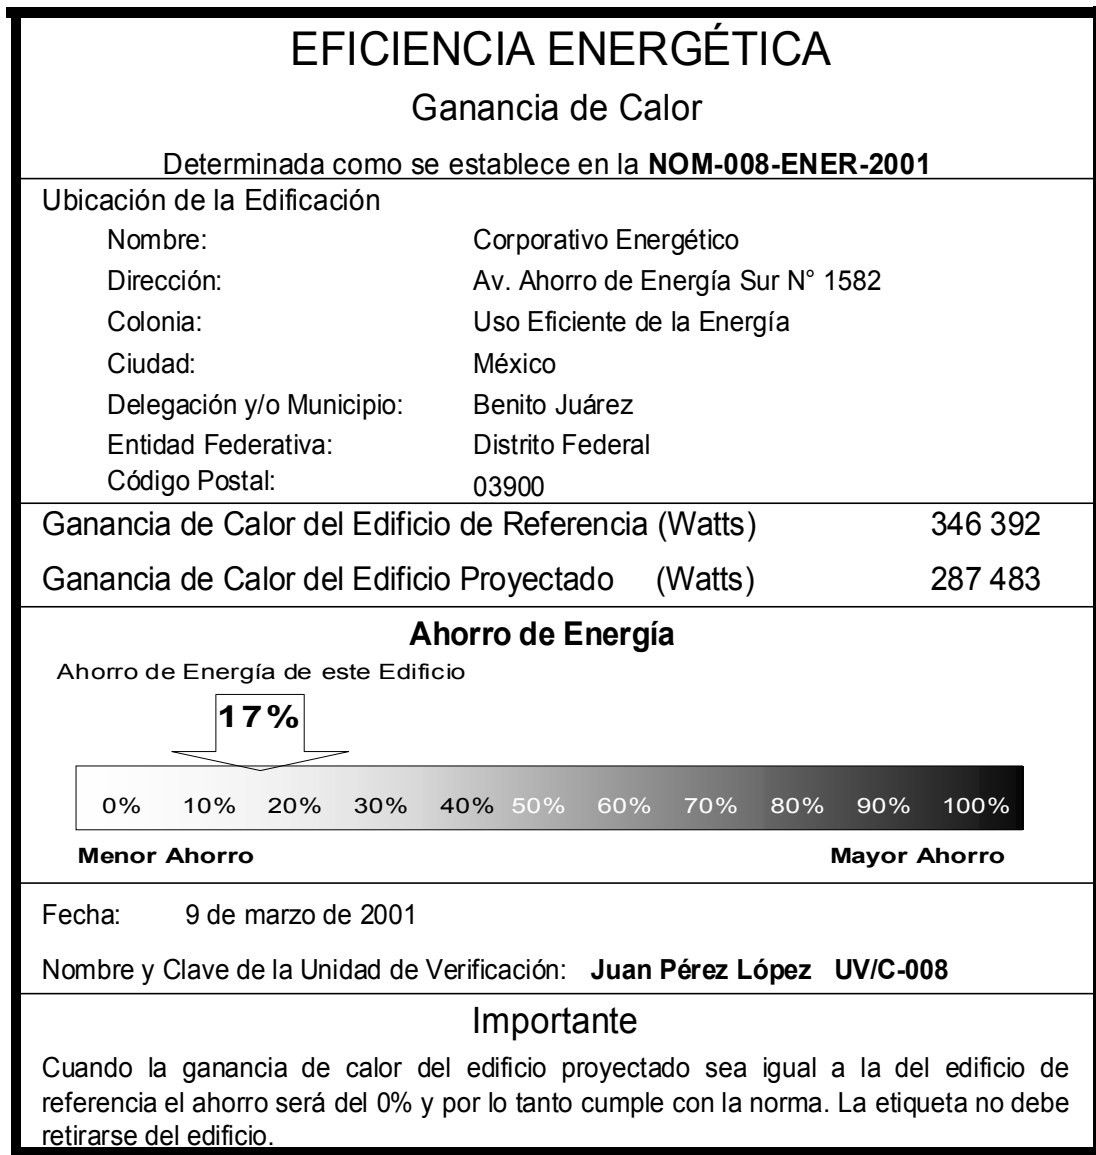 EFICIENCIA ENERGÉTICA
Ganancia de Calor
Determinada como se establece en la NOM-008-ENER-2001
Ubicación de la Edificación
Nombre: Corporativo Energético
Dirección: Av. Ahorro de Energía Sur N° 1582
Colonia: Uso Eficiente de la Energía
Ciudad: México
Delegación y/o Municipio: Benito Juárez
Entidad Federativa: Distrito Federal
Código Postal: 03900
Ganancia de Calor del Edificio de Referencia (Watts) 346 392
Ganancia de Calor del Edificio Proyectado (Watts) 287 483
Ahorro de Energía
Ahorro de Energía de este Edificio
17%
0% 10% 20% 30% 40% 50% 60% 70% 80% 90% 100%
Menor Ahorro Mayor Ahorro
Fecha: 9 de marzo de 2001
Nombre y Clave de la Unidad de Verificación: Juan Pérez López UV/C-008
Importante
Cuando la ganancia de calor del edificio proyectado sea igual a la del edificio de
referencia el ahorro será del 0% y por lo tanto cumple con la norma. La etiqueta no debe
retirarse del edificio.